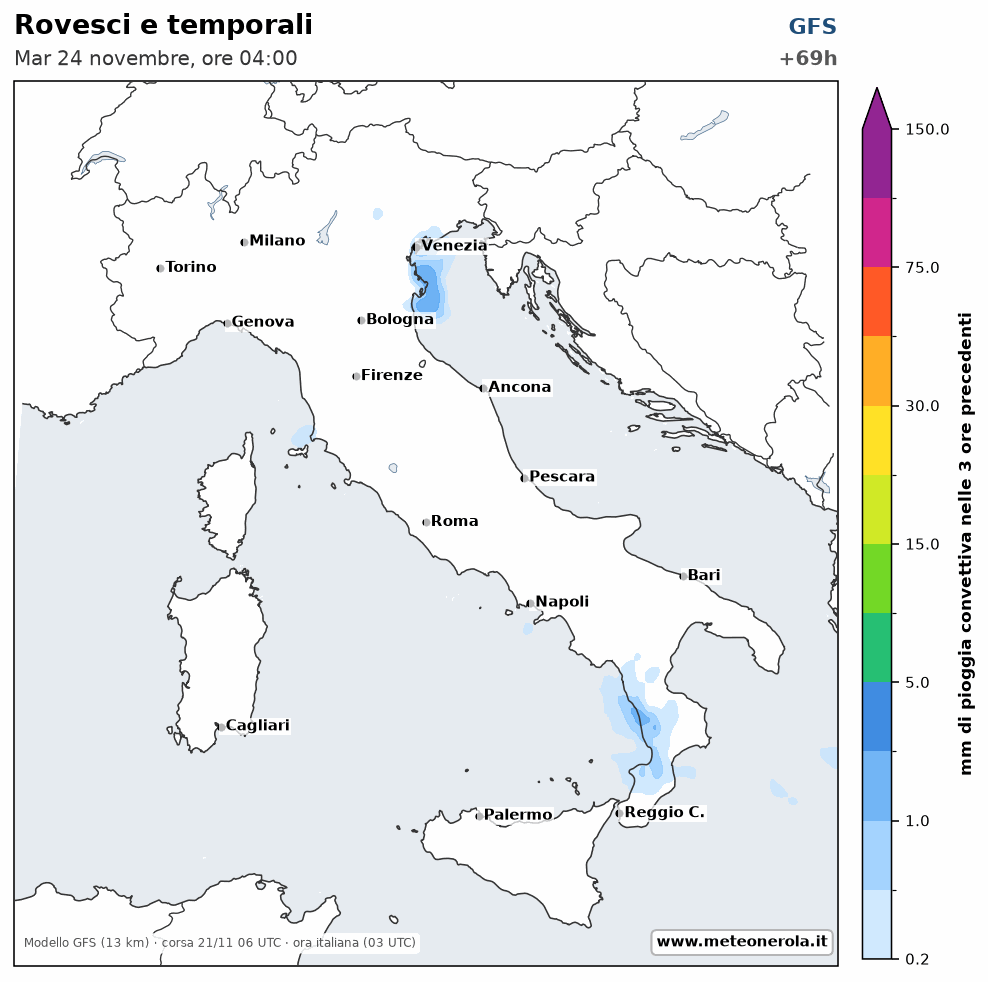 Rovesci e temporali
GFS
Mar 24 novembre, ore 04:00
+69h
150.0
75.0
30.0
15.0
5.0
1.0
0.2
mm di pioggia convettiva nelle 3 ore precedenti
Milano
Venezia
Torino
Genova
Bologna
Firenze
Ancona
Pescara
Roma
Bari
Napoli
Cagliari
Palermo
Reggio C.
Modello GFS (13 km) · corsa 21/11 06 UTC · ora italiana (03 UTC)
www.meteonerola.it